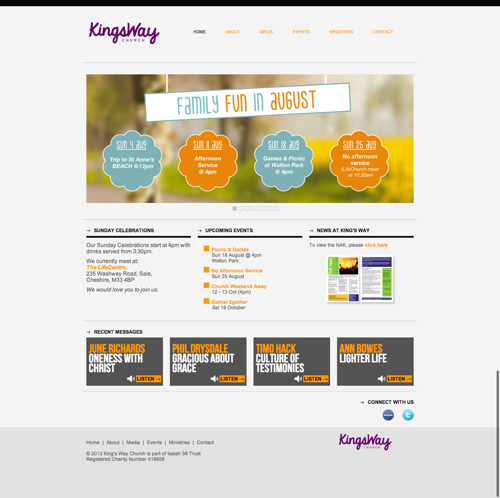 KingsWay
CHURCH
HOME
ABOUT
MEDIA
EVENTS
MINISTRIES
CONTACT
FAMILY FUN IN AUGUST
SUN 4 AUG
Trip to St Anne's
BEACH @12pm
SUN 11 AUG
Afternoon
Service
@ 4pm
SUN 18 AUG
Games & Picnic
at Walton Park
@ 4pm
SUN 25 AUG
No afternoon
service
(LifeChurch meet
at 10:30am
→ SUNDAY CELEBRATIONS
Our Sunday Celebrations start at 4pm with
drinks served from 3:30pm.
We currently meet at:
The LifeCentre,
235 Washway Road, Sale,
Cheshire, M33 4BP
We would love you to join us.
→ UPCOMING EVENTS
Picnic & Games
Sun 18 August @ 4pm
Walton Park
No Afternoon Service
Sun 25 August
Church Weekend Away
12 - 13 Oct (4pm)
Gather 2gether
Sat 19 October
→ NEWS AT KING'S WAY
To view the NAK, please click here
→ RECENT MESSAGES
JUNE RICHARDS
ONENESS WITH
CHRIST
LISTEN →
PHIL DRYSDALE
GRACIOUS ABOUT
GRACE
LISTEN →
TIMO HACK
CULTURE OF
TESTIMONIES
LISTEN →
ANN BOWES
LIGHTER LIFE
LISTEN →
→ CONNECT WITH US
Home | About | Media | Events | Ministries | Contact
© 2013 King's Way Church is part of Isaiah 58 Trust
Registered Charity Number 518858
KingsWay
CHURCH